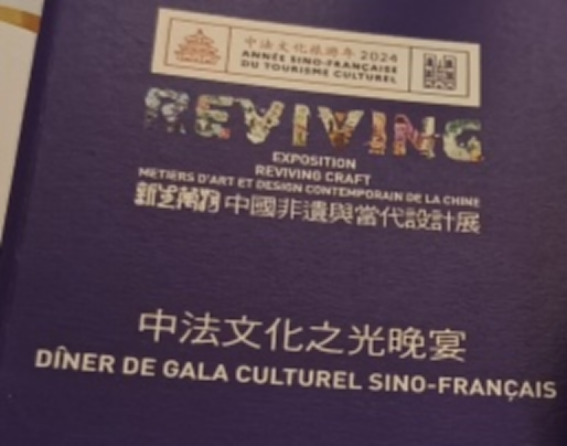 中法文化旅游年 2024
ANNÉE SINO-FRANÇAISE
DU TOURISME CULTUREL
REVIVING
EXPOSITION
REVIVING CRAFT
MÉTIERS D'ART ET DESIGN CONTEMPORAIN DE LA CHINE
中國非遺與當代設計展
中法文化之光晚宴
DÎNER DE GALA CULTUREL SINO-FRANÇAIS